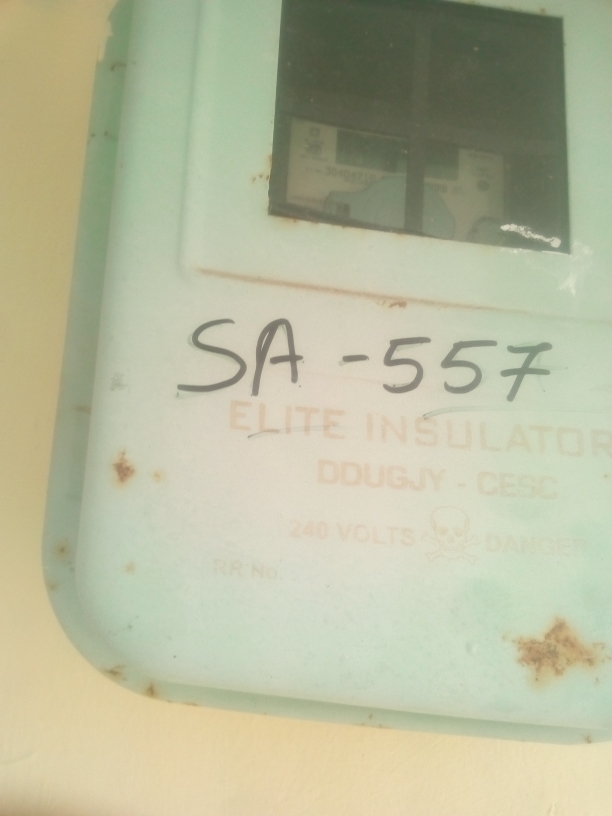 SA-557
ELITE INSULATOR
DDUGJY - CESC
240 VOLTS DANGER
RR No.